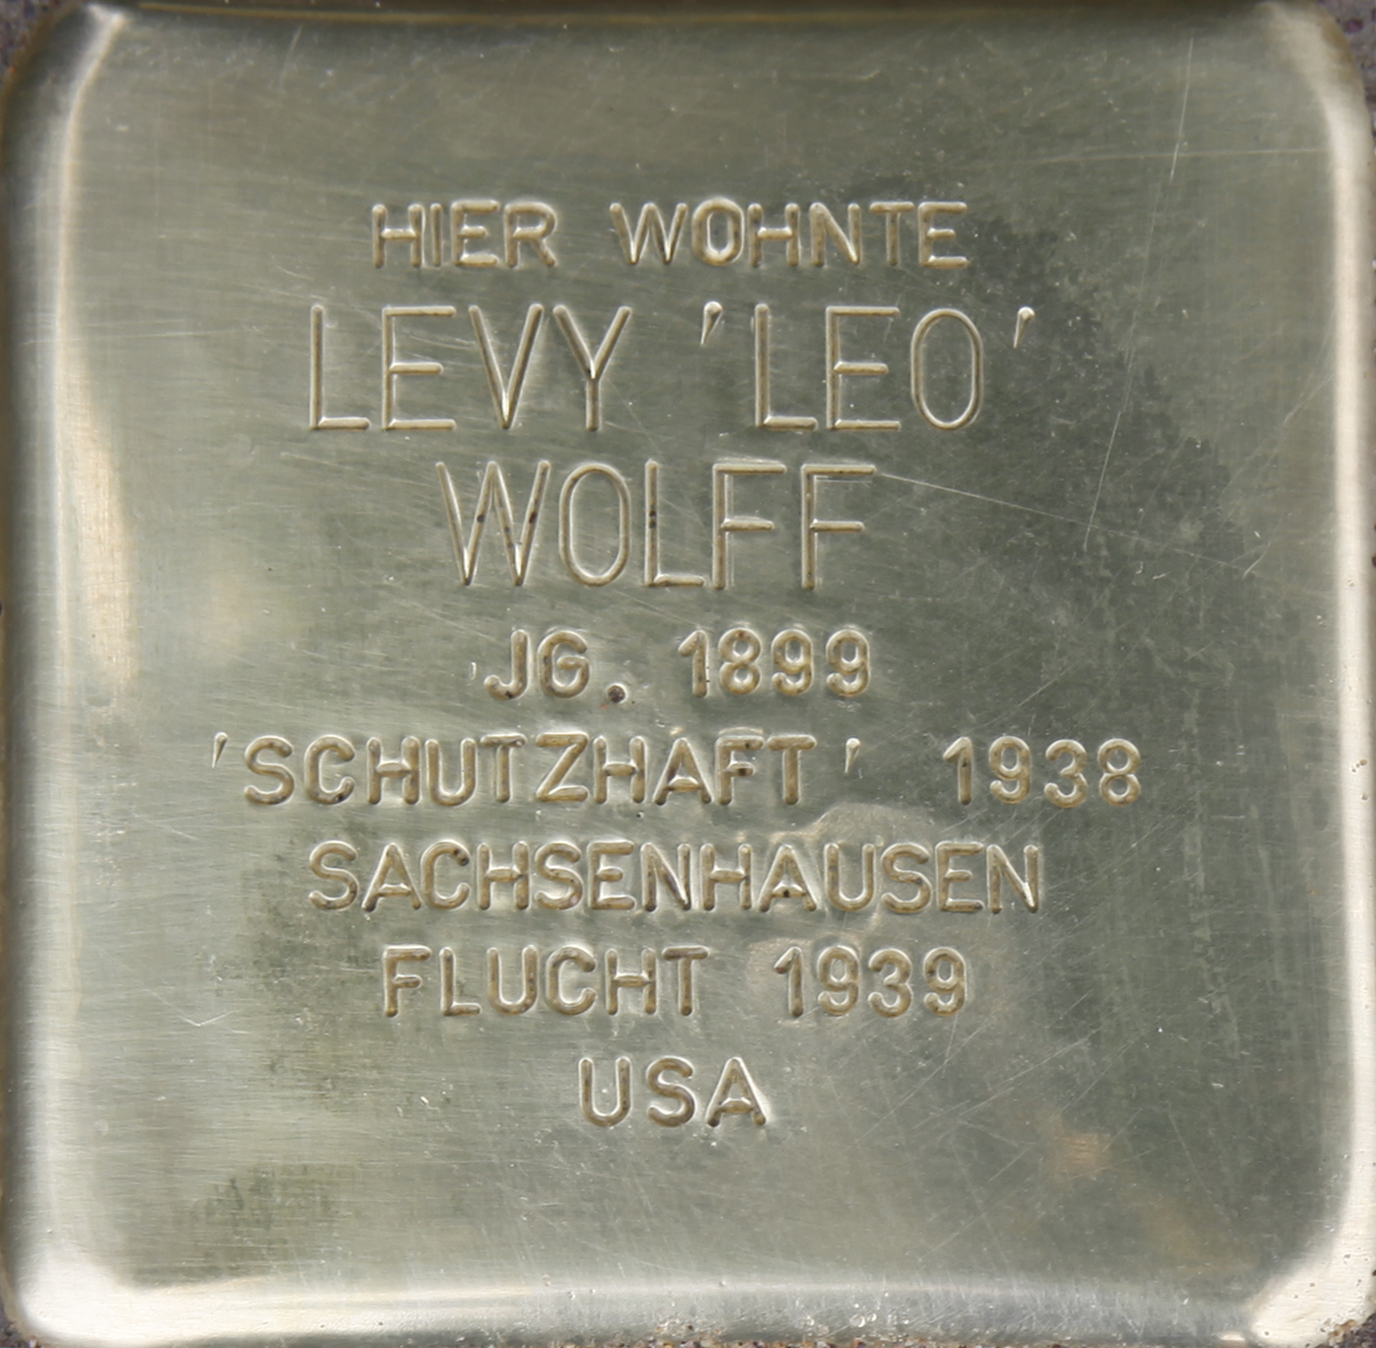 HIER WOHNTE
LEVY 'LEO'
WOLFF
JG. 1899
'SCHUTZHAFT' 1938
SACHSENHAUSEN
FLUCHT 1939
USA